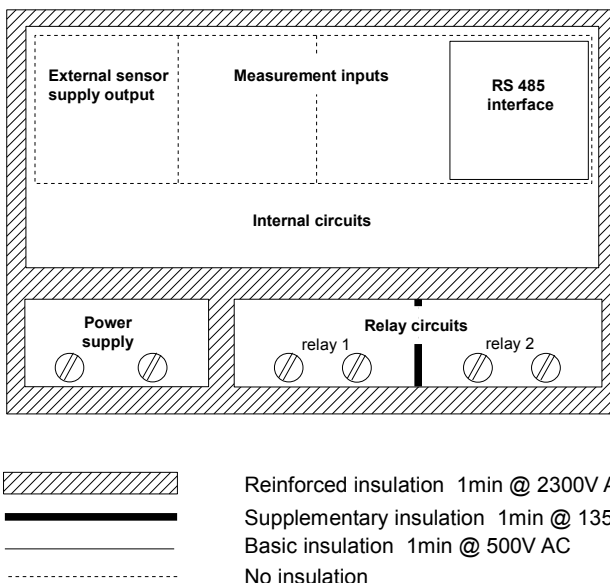 External sensor
supply output
Measurement inputs
RS 485
interface
Internal circuits
Power
supply
Relay circuits
relay 1
relay 2
Reinforced insulation 1min @ 2300V
Supplementary insulation 1min @
Basic insulation 1min @ 500V AC
No insulation